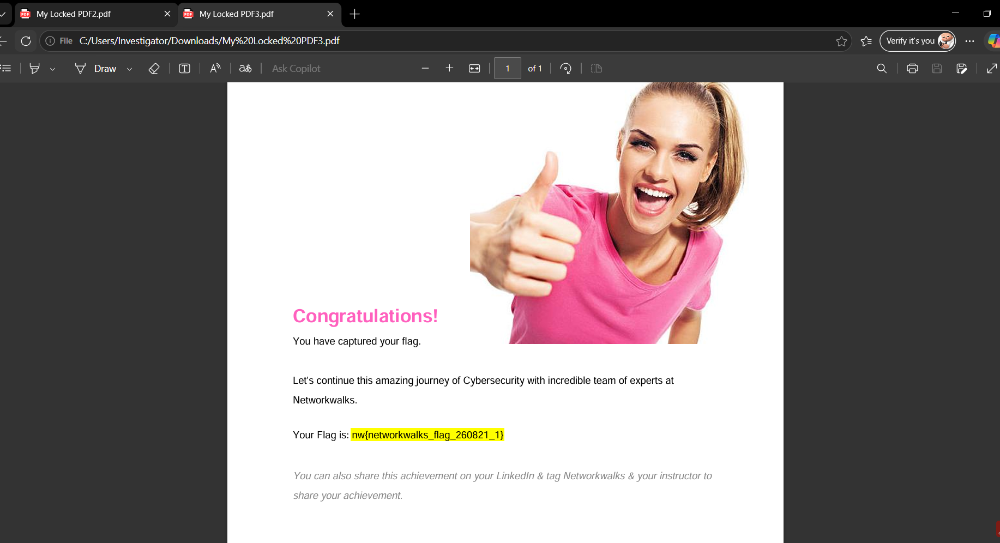 My Locked PDF2.pdf
My Locked PDF3.pdf
File C:/Users/Investigator/Downloads/My%20Locked%20PDF3.pdf
Verify it's you
Draw
Ask Copilot
1 of 1
Congratulations!
You have captured your flag.
Let's continue this amazing journey of Cybersecurity with incredible team of experts at
Networkwalks.
Your Flag is: nw{networkwalks_flag_260821_1}
You can also share this achievement on your LinkedIn & tag Networkwalks & your instructor to
share your achievement.